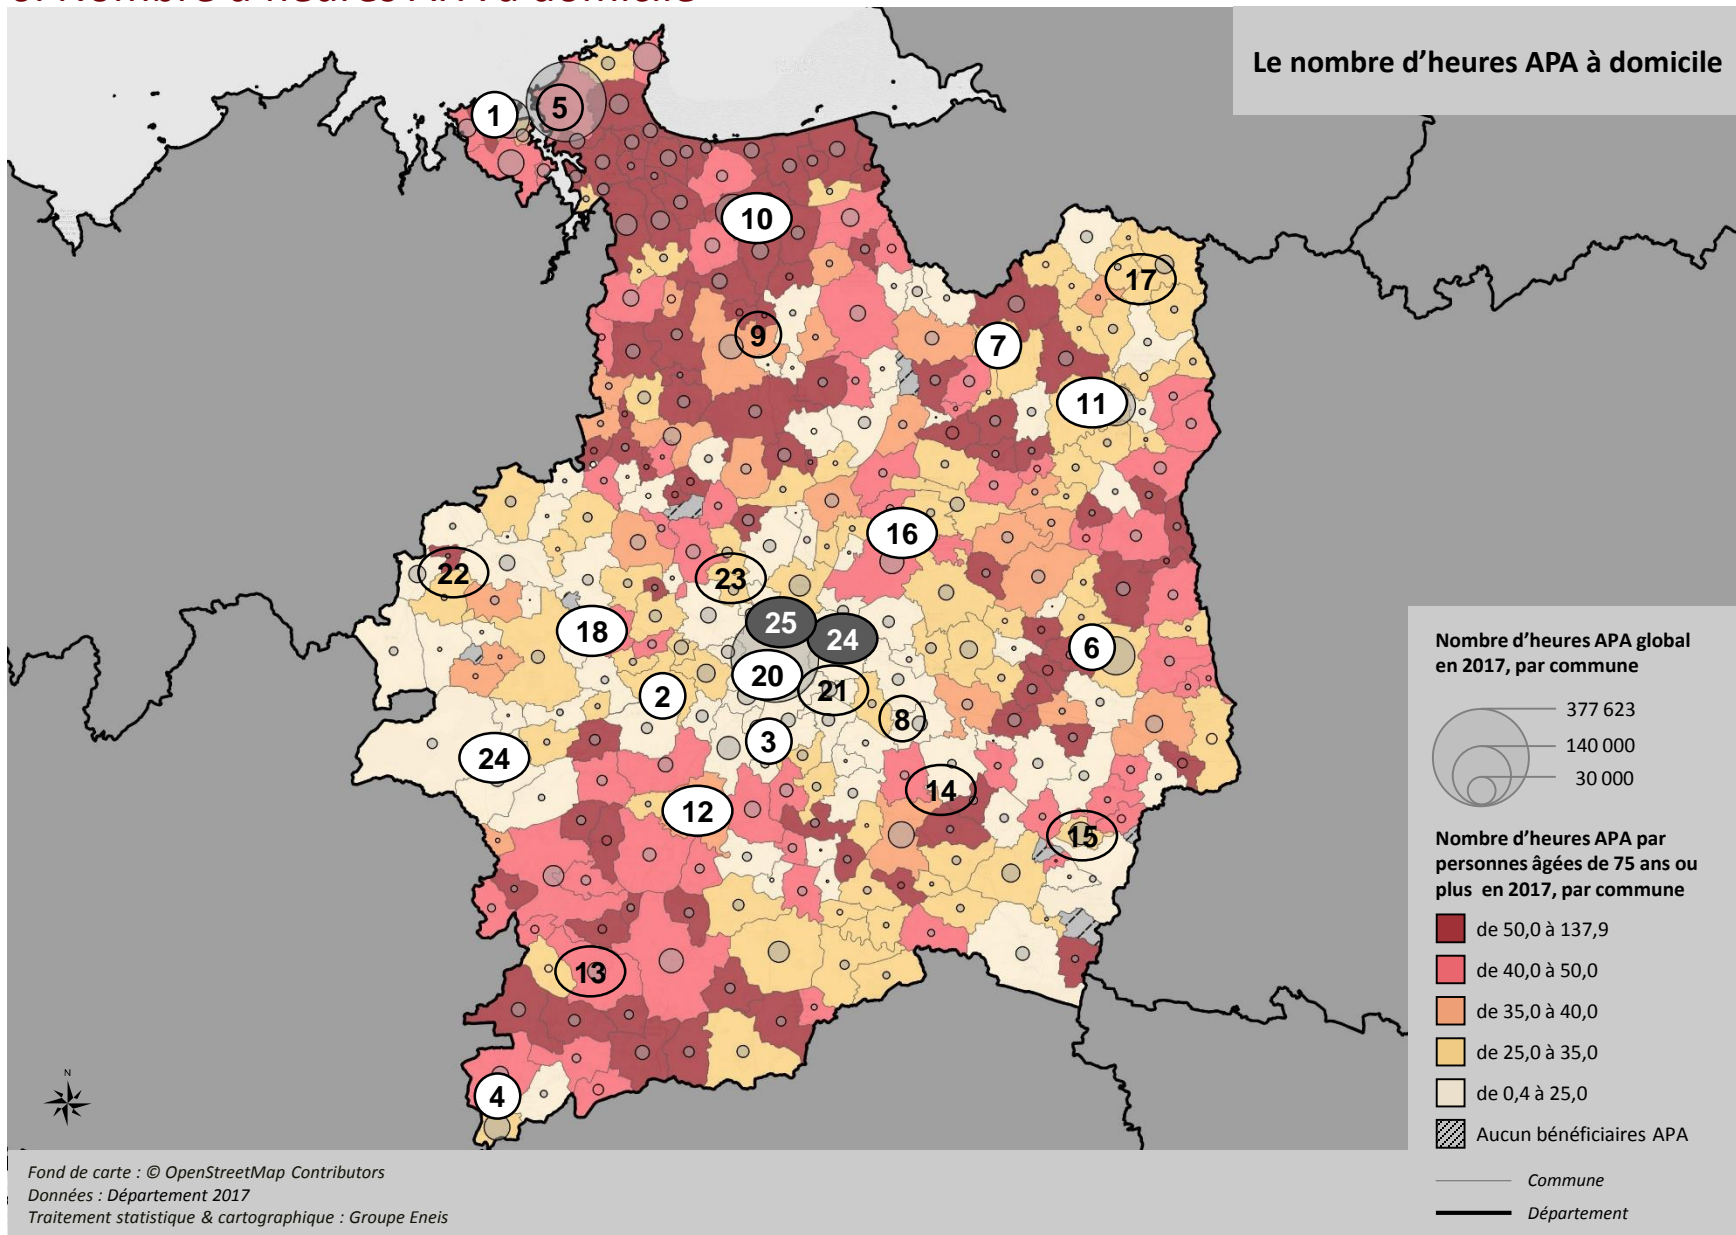 Le nombre d'heures APA à domicile
1
5
10
17
9
7
11
16
22
23
18
25
24
6
20
21
2
8
3
24
14
12
15
13
4
N
Nombre d'heures APA global
en 2017, par commune
377 623
140 000
30 000
Nombre d'heures APA par
personnes âgées de 75 ans ou
plus en 2017, par commune
de 50,0 à 137,9
de 40,0 à 50,0
de 35,0 à 40,0
de 25,0 à 35,0
de 0,4 à 25,0
Aucun bénéficiaires APA
Commune
Département
Fond de carte : © OpenStreetMap Contributors
Données : Département 2017
Traitement statistique & cartographique : Groupe Eneis